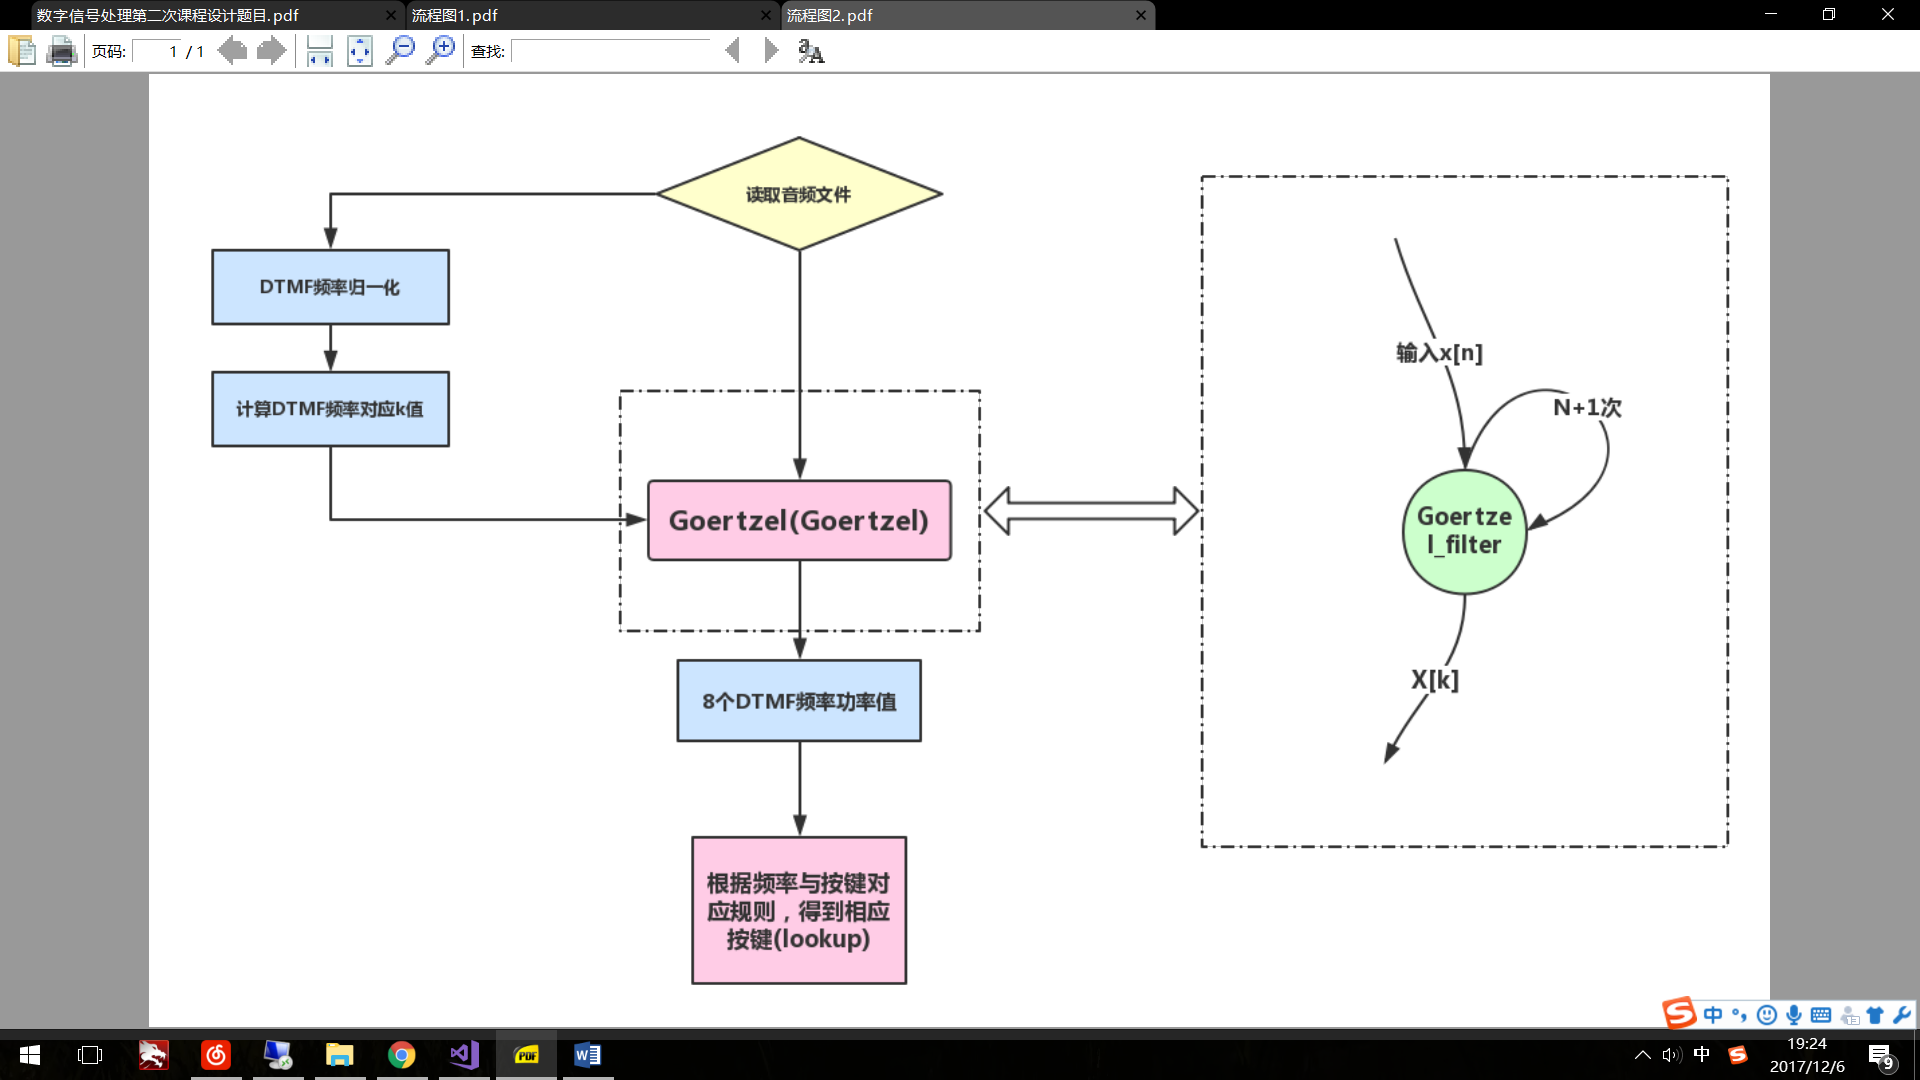 数字信号处理第二次课程设计题目.pdf
流程图1.pdf
流程图2.pdf
页码: 1 / 1
查找:
读取音频文件
DTMF频率归一化
计算DTMF频率对应k值
Goertzel(Goertzel)
8个DTMF频率功率值
根据频率与按键对
应规则，得到相应
按键(lookup)
输入x[n]
N+1次
Goertze
l_filter
X[k]
中
PDF
中
19:24
2017/12/6
9